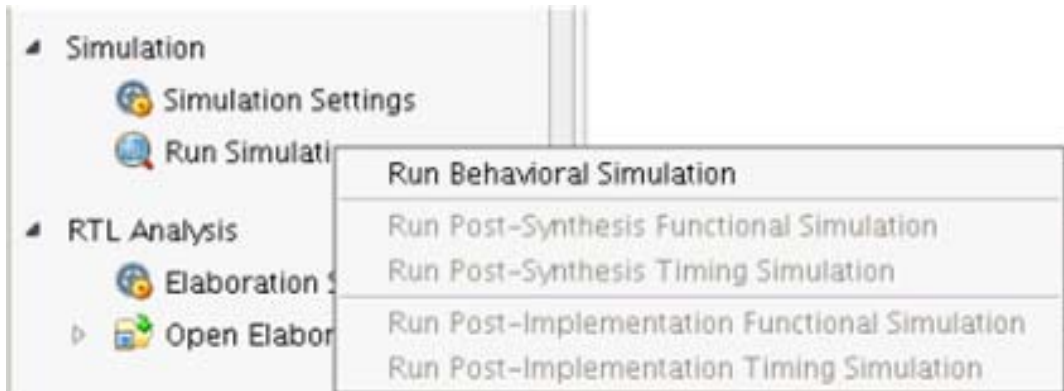 Simulation
Simulation Settings
Run Simulati
Run Behavioral Simulation
Run Post-Synthesis Functional Simulation
RTL Analysis
Run Post-Synthesis Timing Simulation
Elaboration
Run Post-Implementation Functional Simulation
Open Elabor
Run Post-Implementation Timing Simulation